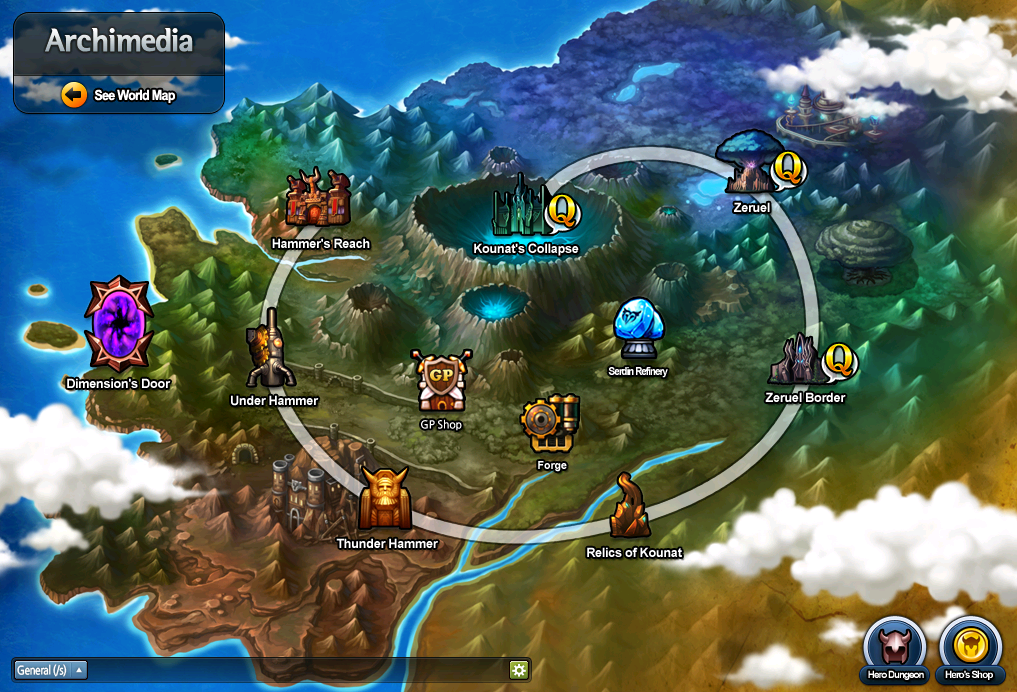 Archimedia
See World Map
Q
Zeruel
Hammer's Reach
Q
Kounat's Collapse
Dimension's Door
Under Hammer
GP
GP Shop
Serdin Refinery
Q
Zeruel Border
Forge
Thunder Hammer
Relics of Kounat
General (/s)
Hero Dungeon
Hero's Shop